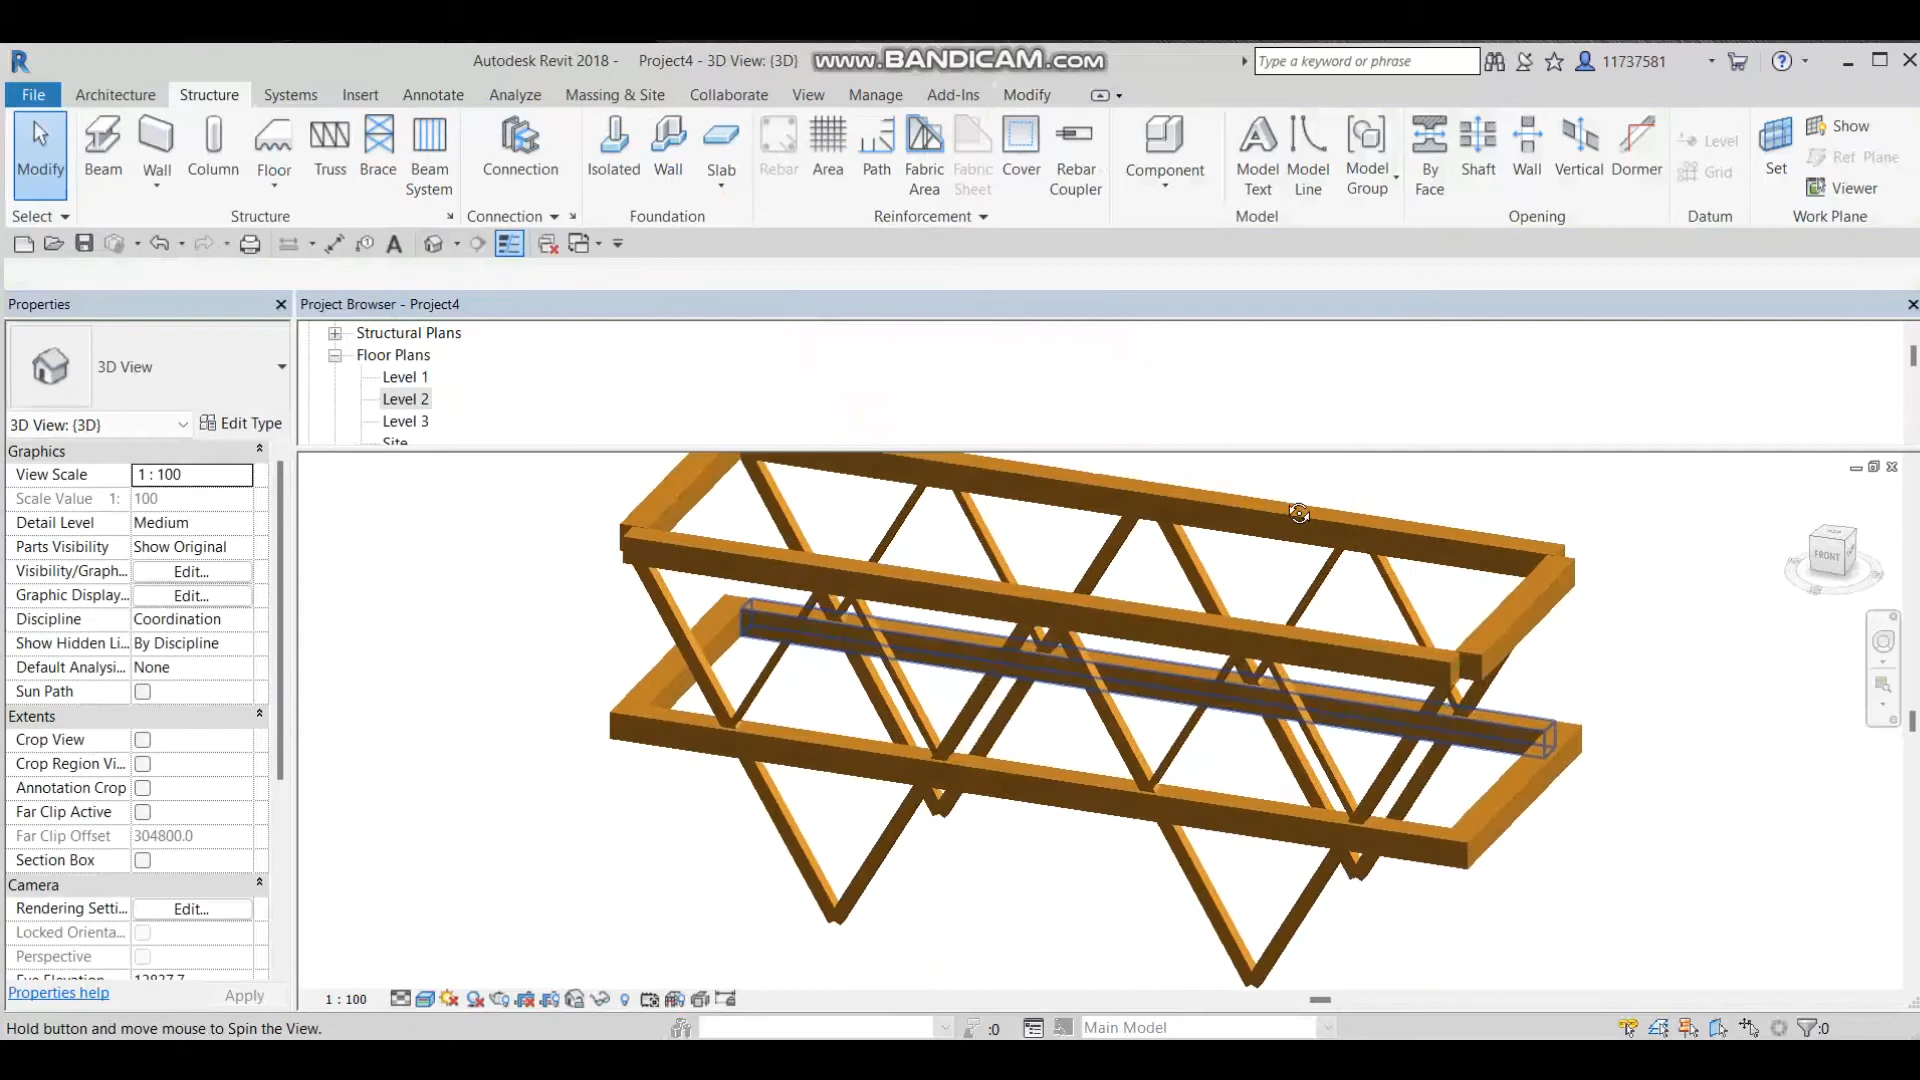 Autodesk Revit 2018 - Project4 - 3D View: {3D} www.BANDICAM.com Type a keyword or phrase 11737581
File Architecture Structure Systems Insert Annotate Analyze Massing & Site Collaborate View Manage Add-Ins Modify
Modify Beam Wall Column Floor Truss Brace Beam System Connection Isolated Wall Slab Rebar Area Path Fabric Area Fabric Sheet Cover Rebar Coupler Component Model Text Model Line Model Group By Face Shaft Wall Vertical Dormer Level Grid Set Show Ref Plane Viewer
Select Structure Connection Foundation Reinforcement Model Opening Datum Work Plane
Properties
Project Browser - Project4
Structural Plans
Floor Plans
Level 1
Level 2
Level 3
Site
3D View
3D View: {3D} Edit Type
Graphics
View Scale 1 : 100
Scale Value 1: 100
Detail Level Medium
Parts Visibility Show Original
Visibility/Graph... Edit...
Graphic Display... Edit...
Discipline Coordination
Show Hidden Li... By Discipline
Default Analysi... None
Sun Path
Extents
Crop View
Crop Region Vi...
Annotation Crop
Far Clip Active
Far Clip Offset 304800.0
Section Box
Camera
Rendering Setti... Edit...
Locked Orienta...
Perspective
Eye Elevation 12827.7
Properties help Apply
FRONT
1 : 100
Hold button and move mouse to Spin the View.
:0
Main Model
:0